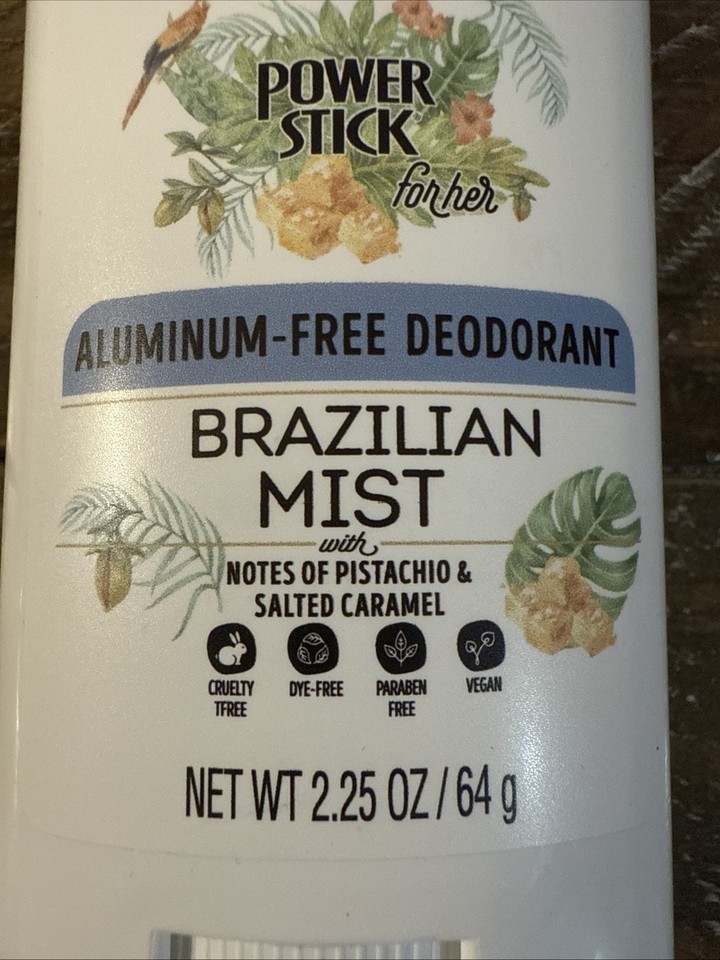 POWER
STICK
for her
ALUMINUM-FREE DEODORANT
BRAZILIAN
MIST
with
NOTES OF PISTACHIO &
SALTED CARAMEL
CRUELTY
TFREE
DYE-FREE
PARABEN
FREE
VEGAN
NET WT 2.25 OZ / 64 g